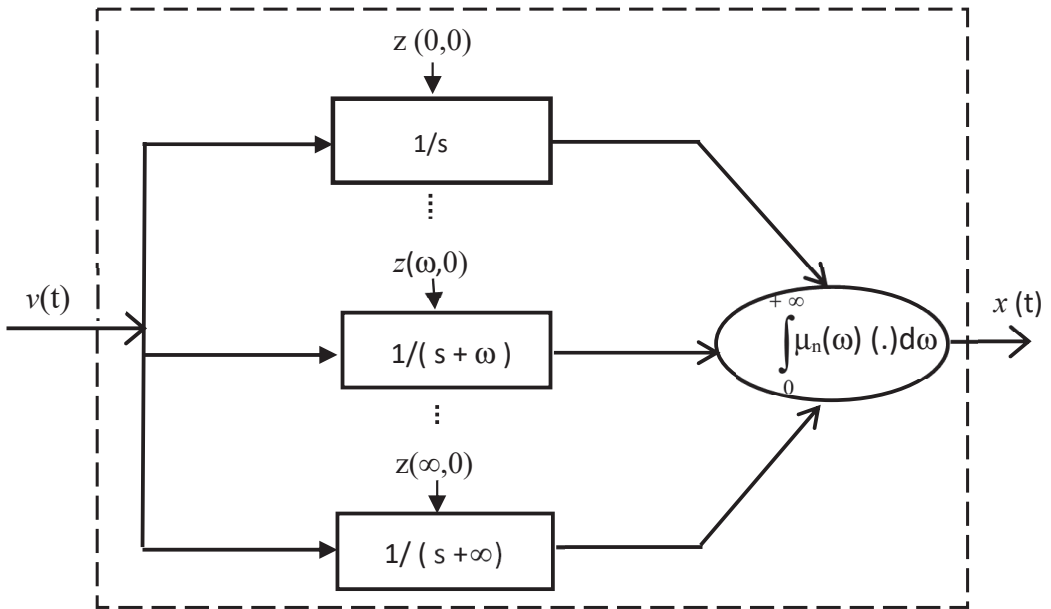 z (0,0)
1/s
z(ω,0)
v(t)
+ ∞
x (t)
∫ μn(ω) (.)dω
1/( s + ω )
0
z(∞,0)
1/ ( s +∞)